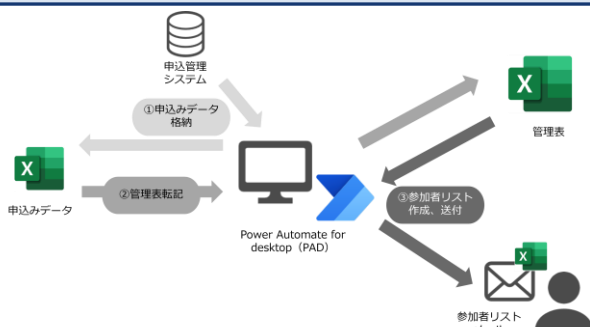 申込管理
システム
①申込みデータ
格納
管理表
②管理表転記
申込みデータ
③参加者リスト
作成、送付
Power Automate for
desktop（PAD）
参加者リスト
X
X
X